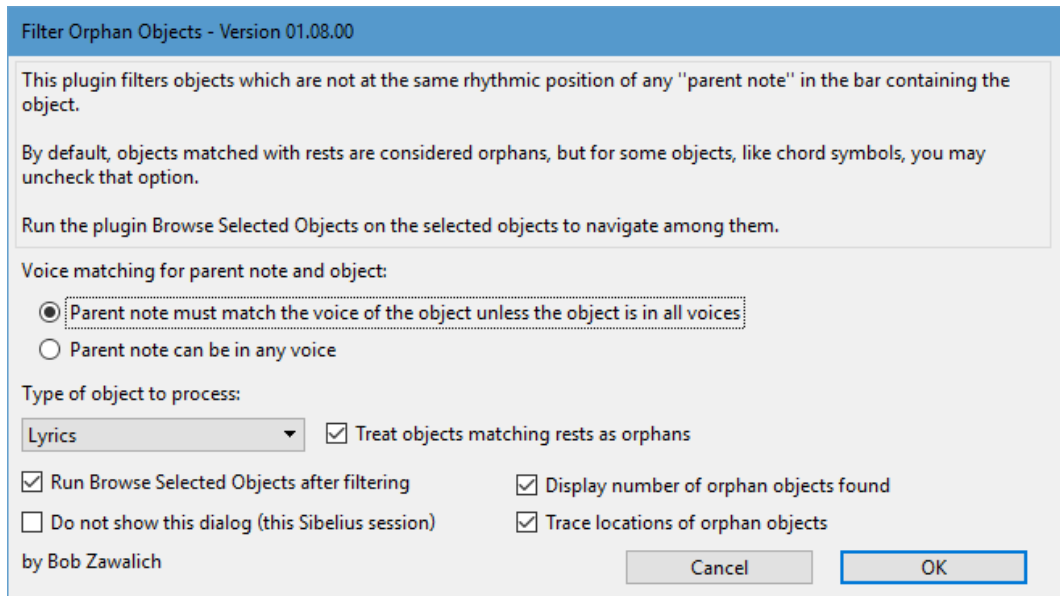 Filter Orphan Objects - Version 01.08.00
This plugin filters objects which are not at the same rhythmic position of any "parent note" in the bar containing the
object.
By default, objects matched with rests are considered orphans, but for some objects, like chord symbols, you may
uncheck that option.
Run the plugin Browse Selected Objects on the selected objects to navigate among them.
Voice matching for parent note and object:
Parent note must match the voice of the object unless the object is in all voices
Parent note can be in any voice
Type of object to process:
Lyrics
Treat objects matching rests as orphans
Run Browse Selected Objects after filtering
Display number of orphan objects found
Do not show this dialog (this Sibelius session)
Trace locations of orphan objects
by Bob Zawalich
Cancel
OK